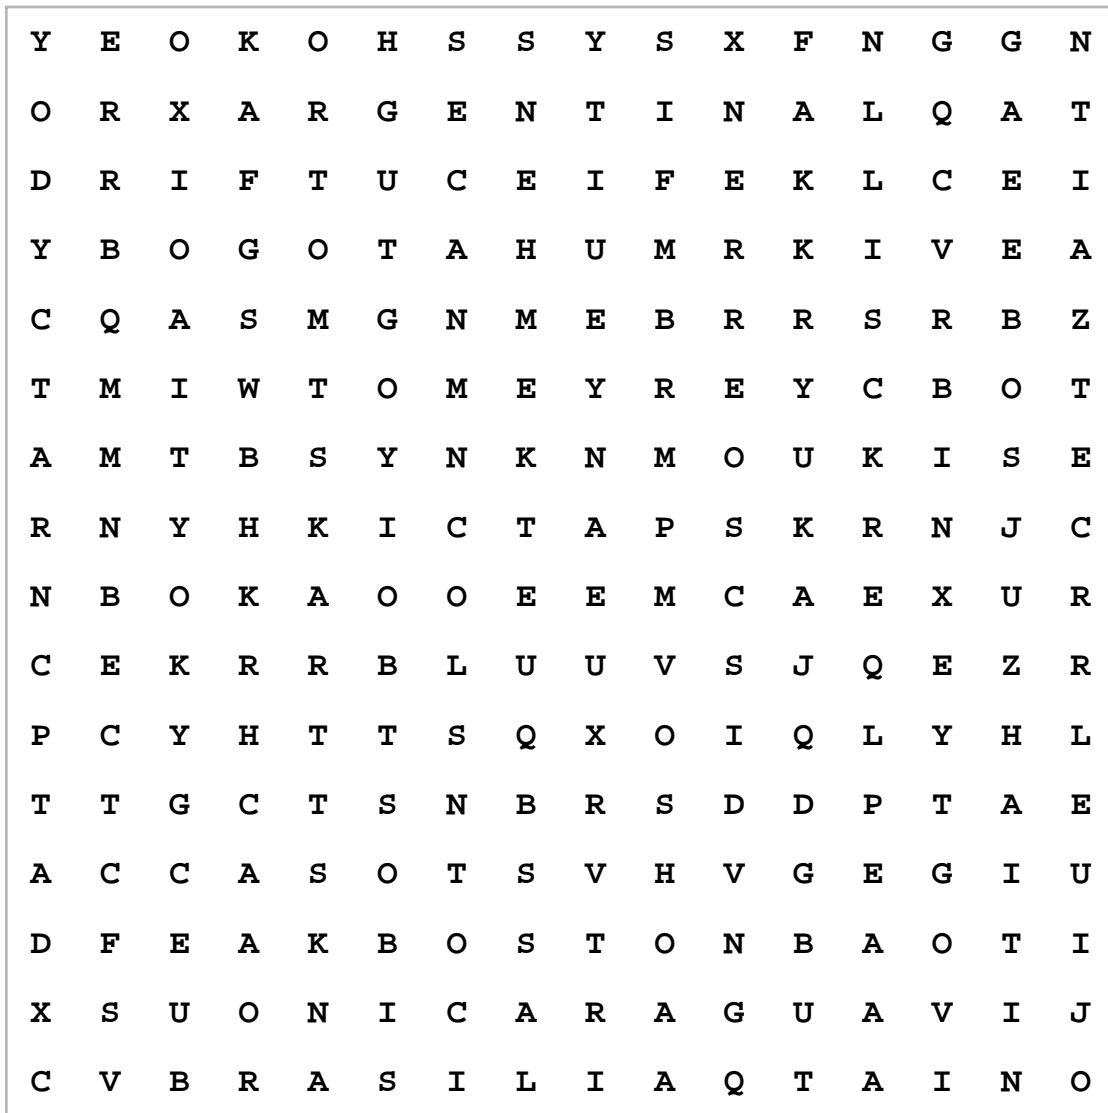 Y E O K O H S S Y S X F N G G N
O R X A R G E N T I N A L Q A T
D R I F T U C E I F E K L C E I
Y B O G O T A H U M R K I V E A
C Q A S M G N M E B R R S R B Z
T M I W T O M E Y R E Y C B O T
A M T B S Y N K N M O U K I S E
R N Y H K I C T A P S K R N J C
N B O K A O O E E M C A E X U R
C E K R R B L U U V S J Q E Z R
P C Y H T T S Q X O I Q L Y H L
T T G C T S N B R S D D P T A E
A C C A S O T S V H V G E G I U
D F E A K B O S T O N B A O T I
X S U O N I C A R A G U A V I J
C V B R A S I L I A Q T A I N O